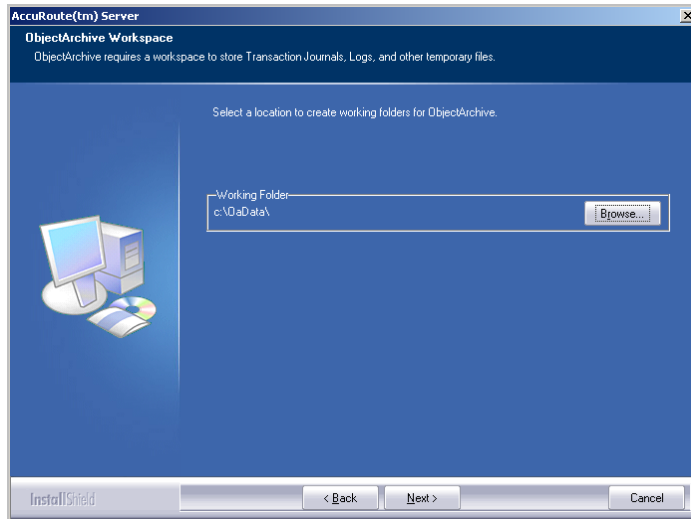 AccuRoute(tm) Server
ObjectArchive Workspace
ObjectArchive requires a workspace to store Transaction Journals, Logs, and other temporary files.
Select a location to create working folders for ObjectArchive.
Working Folder
c:\OaData\
Browse...
InstallShield
< Back
Next >
Cancel